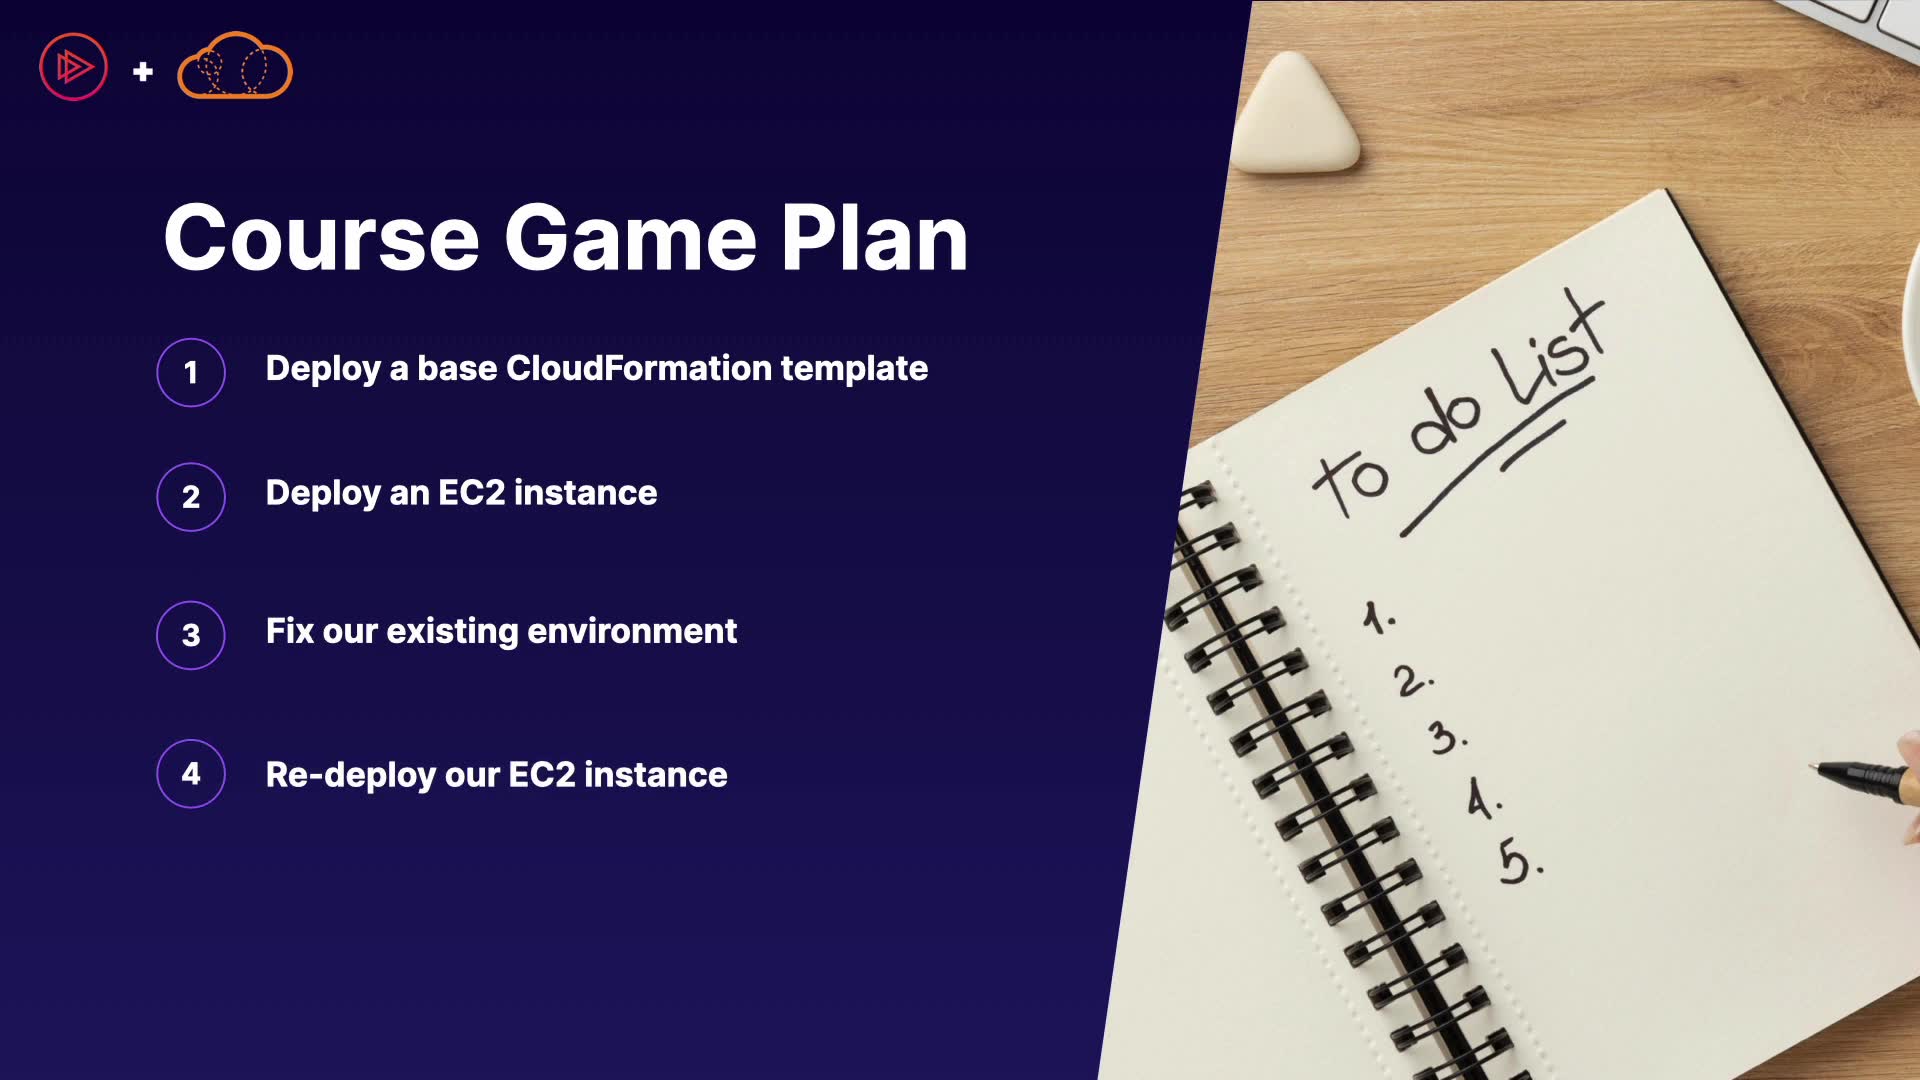 +
Course Game Plan
1 Deploy a base CloudFormation template
2 Deploy an EC2 instance
3 Fix our existing environment
4 Re-deploy our EC2 instance
To do List
1.
2.
3.
4.
5.